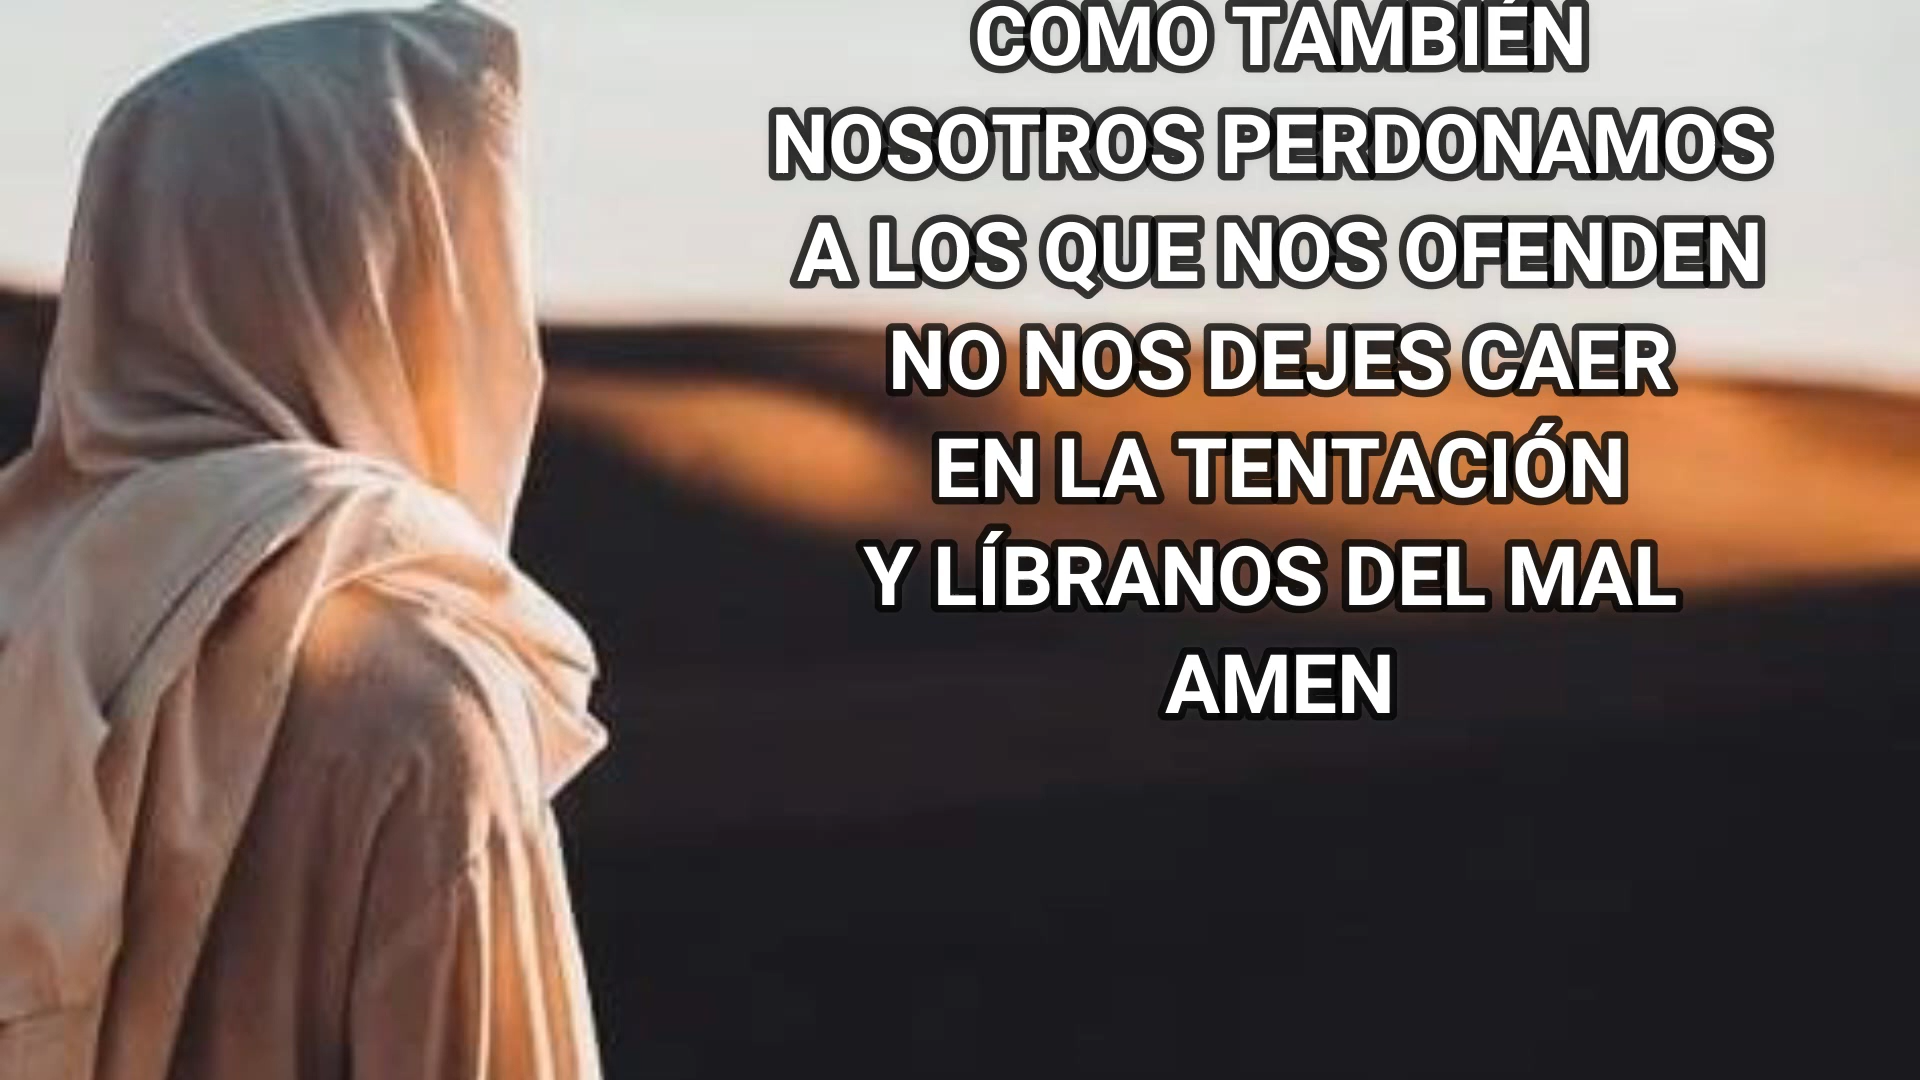 COMO TAMBIÉN
NOSOTROS PERDONAMOS
A LOS QUE NOS OFENDEN
NO NOS DEJES CAER
EN LA TENTACIÓN
Y LÍBRANOS DEL MAL
AMEN